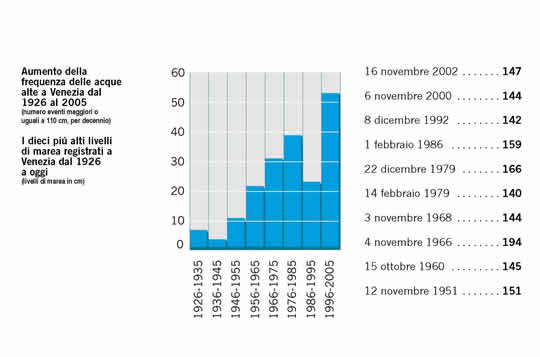 Aumento della
frequenza delle acque
alte a Venezia dal
1926 al 2005
(numero eventi maggiori o
uguali a 110 cm, per decennio)
I dieci piú alti livelli
di marea registrati a
Venezia dal 1926
a oggi
(livelli di marea in cm)
60
50
40
30
20
10
0
1926-1935
1936-1945
1946-1955
1956-1965
1966-1975
1976-1985
1986-1995
1996-2005
16 novembre 2002 ....... 147
6 novembre 2000 ........ 144
8 dicembre 1992 ........ 142
1 febbraio 1986 ........ 159
22 dicembre 1979 ....... 166
14 febbraio 1979 ....... 140
3 novembre 1968 ........ 144
4 novembre 1966 ........ 194
15 ottobre 1960 ......... 145
12 novembre 1951 ....... 151